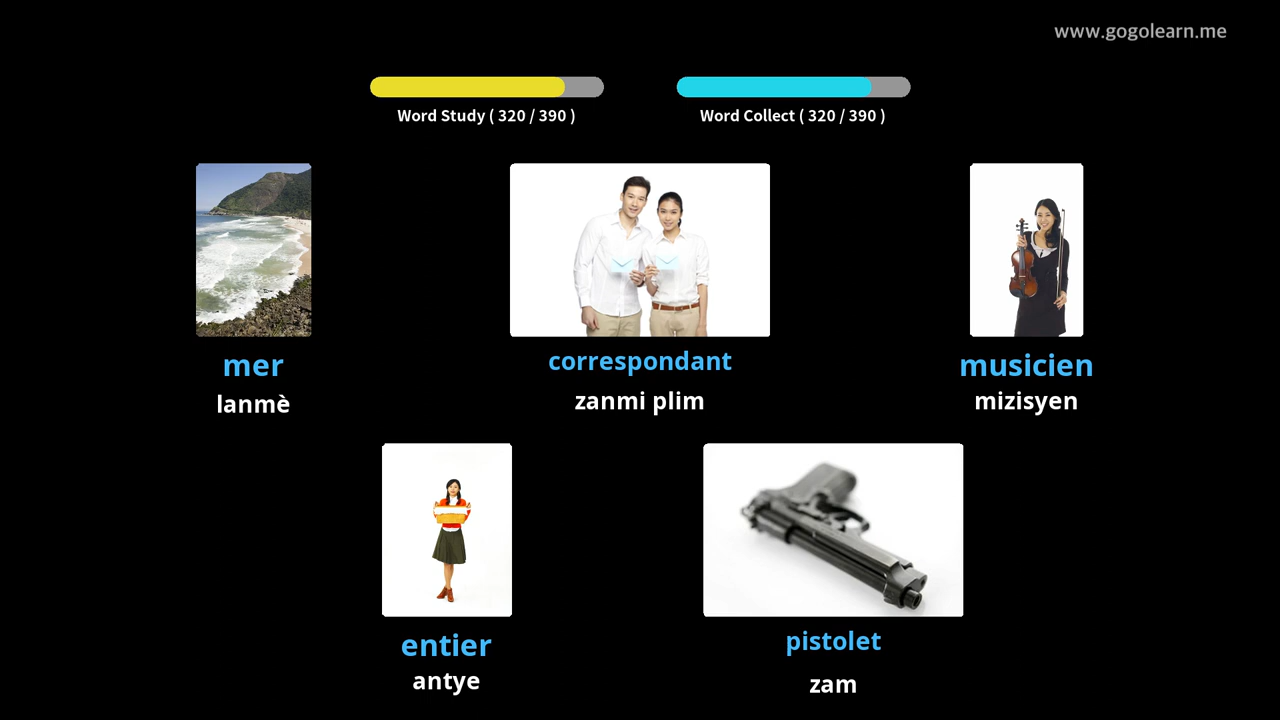 www.gogolearn.me
Word Study ( 320 / 390 )
Word Collect ( 320 / 390 )
mer
lanmè
correspondant
zanmi plim
musicien
mizisyen
entier
antye
pistolet
zam